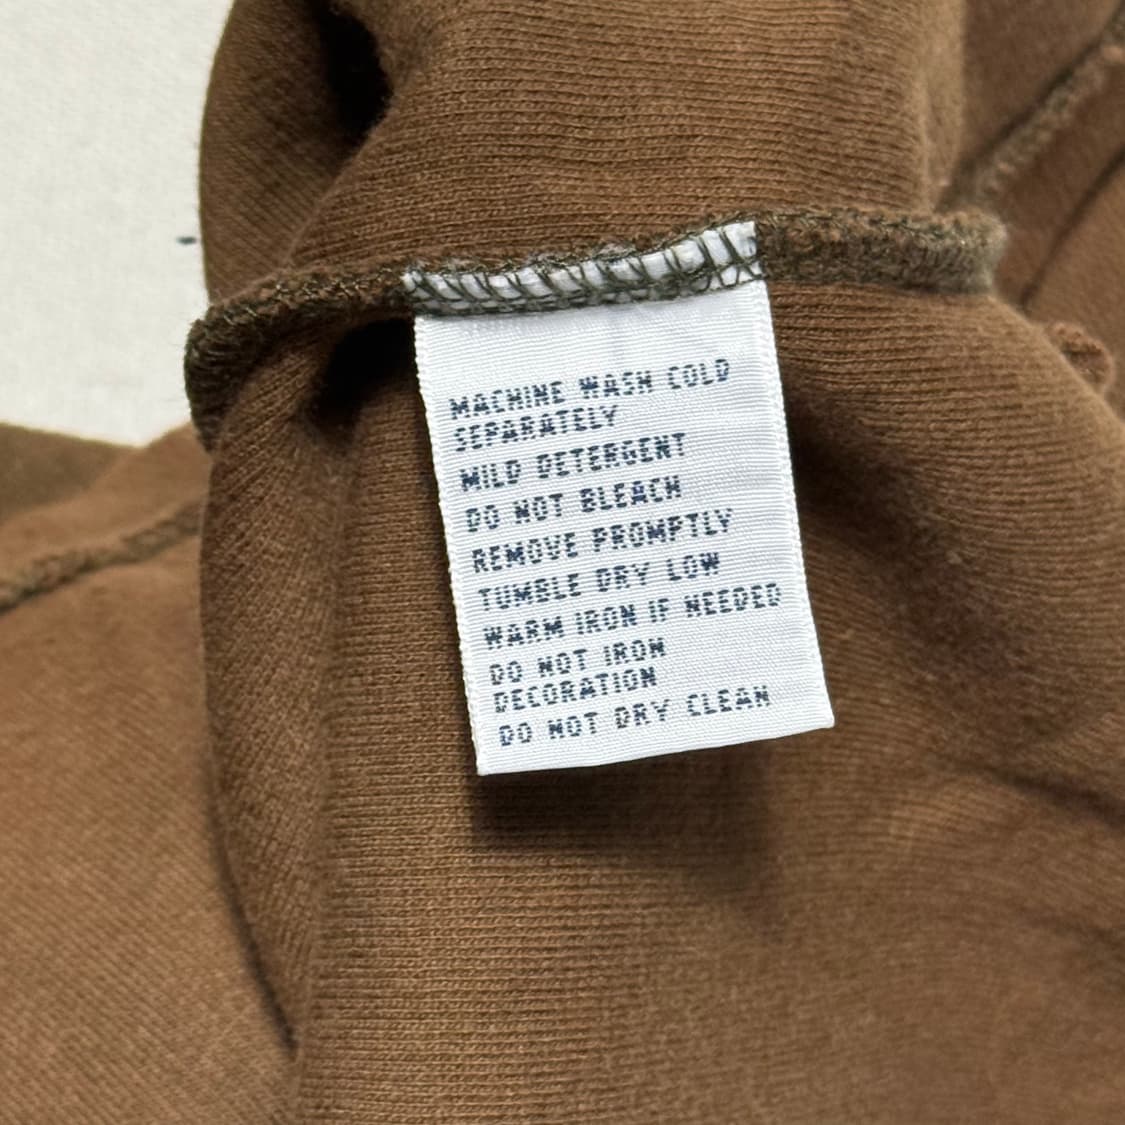 MACHINE WASH COLD
SEPARATELY
MILD DETERGENT
DO NOT BLEACH
REMOVE PROMPTLY
TUMBLE DRY LOW
WARM IRON IF NEEDED
DO NOT IRON
DECORATION
DO NOT DRY CLEAN